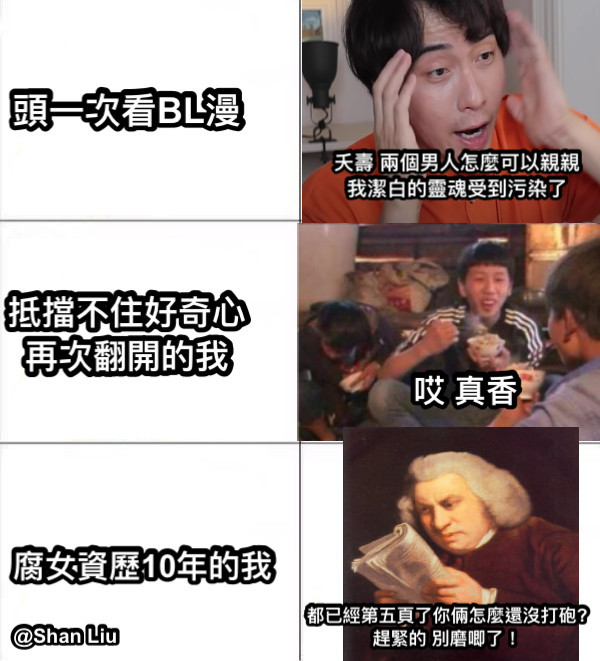 頭一次看BL漫
夭壽 兩個男人怎麼可以親親
我潔白的靈魂受到污染了
抵擋不住好奇心
再次翻開的我
哎 真香
腐女資歷10年的我
都已經第五頁了你倆怎麼還沒打砲?
趕緊的 別磨唧了!
@Shan Liu